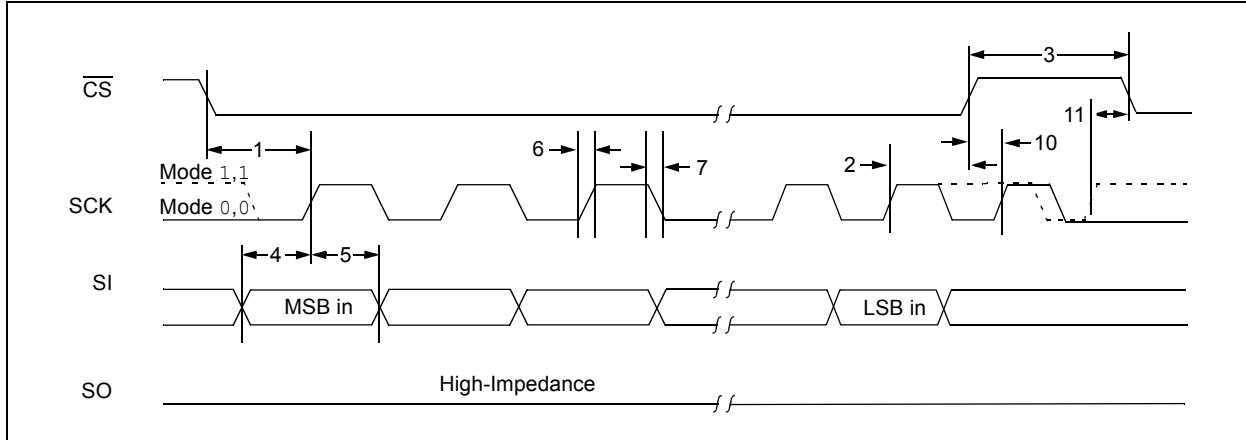 3
CS
11
1
6
7
2
10
Mode 1,1
SCK
Mode 0,0
4
5
SI
MSB in
LSB in
SO
High-Impedance